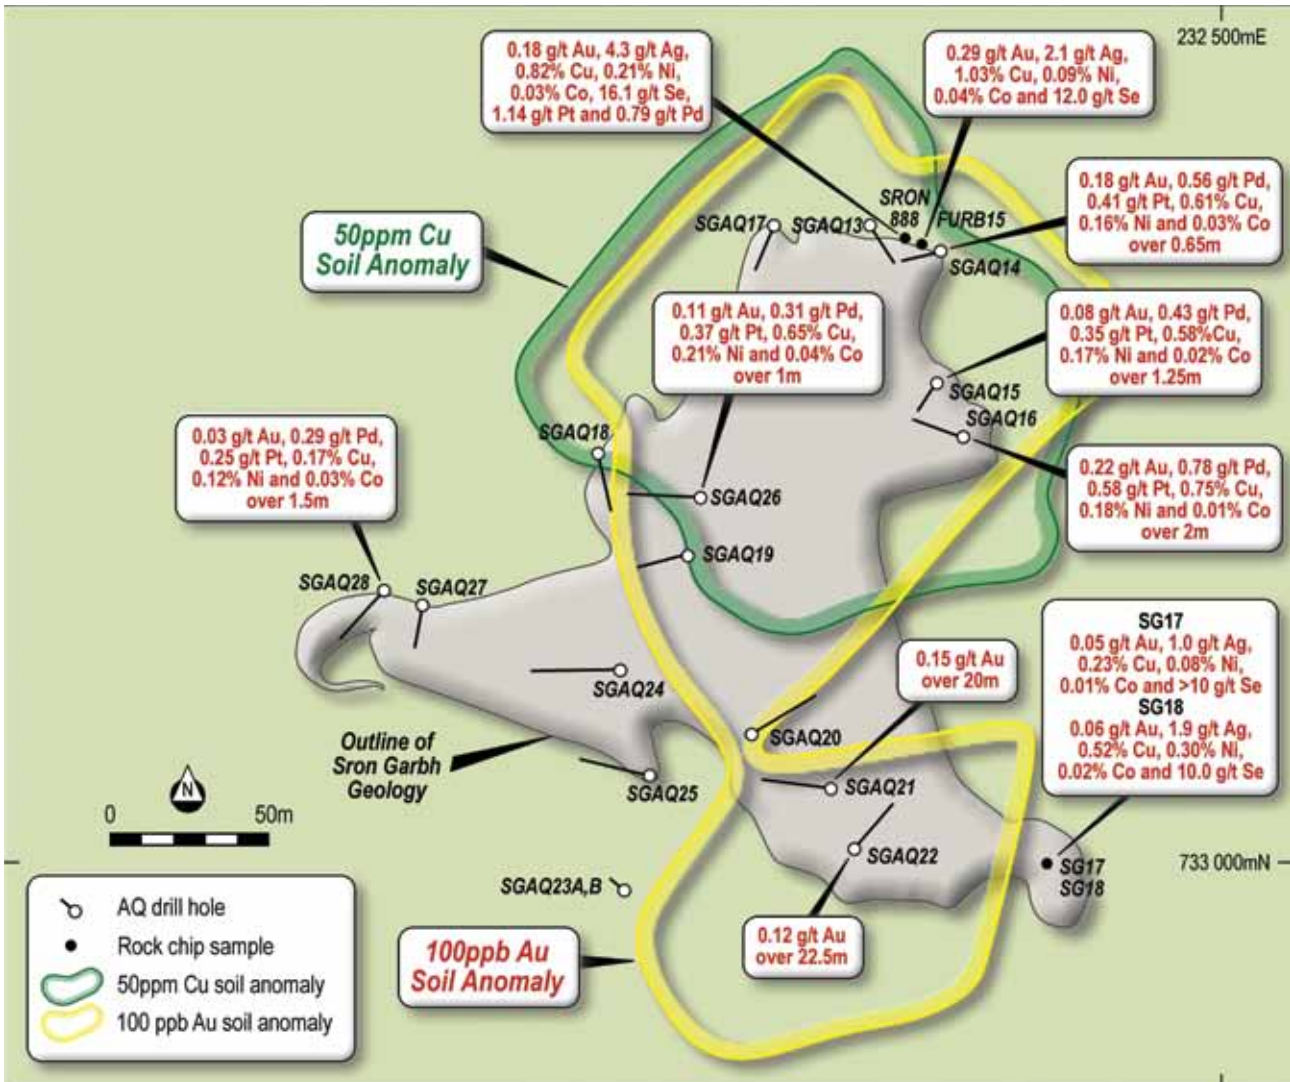 232 500mE
0.18 g/t Au, 4.3 g/t Ag,
0.82% Cu, 0.21% Ni,
0.03% Co, 16.1 g/t Se,
1.14 g/t Pt and 0.79 g/t Pd
0.29 g/t Au, 2.1 g/t Ag,
1.03% Cu, 0.09% Ni,
0.04% Co and 12.0 g/t Se
0.18 g/t Au, 0.56 g/t Pd,
0.41 g/t Pt, 0.61% Cu,
0.16% Ni and 0.03% Co
over 0.65m
SRON
888
FURB15
SGAQ17
SGAQ13
SGAQ14
50ppm Cu
Soil Anomaly
0.11 g/t Au, 0.31 g/t Pd,
0.37 g/t Pt, 0.65% Cu,
0.21% Ni and 0.04% Co
over 1m
0.08 g/t Au, 0.43 g/t Pd,
0.35 g/t Pt, 0.58%Cu,
0.17% Ni and 0.02% Co
over 1.25m
SGAQ15
SGAQ16
SGAQ18
0.03 g/t Au, 0.29 g/t Pd,
0.25 g/t Pt, 0.17% Cu,
0.12% Ni and 0.03% Co
over 1.5m
0.22 g/t Au, 0.78 g/t Pd,
0.58 g/t Pt, 0.75% Cu,
0.18% Ni and 0.01% Co
over 2m
SGAQ26
SGAQ19
SGAQ28
SGAQ27
SGAQ24
0.15 g/t Au
over 20m
SG17
0.05 g/t Au, 1.0 g/t Ag,
0.23% Cu, 0.08% Ni,
0.01% Co and >10 g/t Se
SG18
0.06 g/t Au, 1.9 g/t Ag,
0.52% Cu, 0.30% Ni,
0.02% Co and 10.0 g/t Se
Outline of
Sron Garbh
Geology
SGAQ20
SGAQ25
SGAQ21
N
0 50m
SGAQ22
SG17
SG18
733 000mN
SGAQ23A,B
AQ drill hole
Rock chip sample
50ppm Cu soil anomaly
100 ppb Au soil anomaly
100ppb Au
Soil Anomaly
0.12 g/t Au
over 22.5m